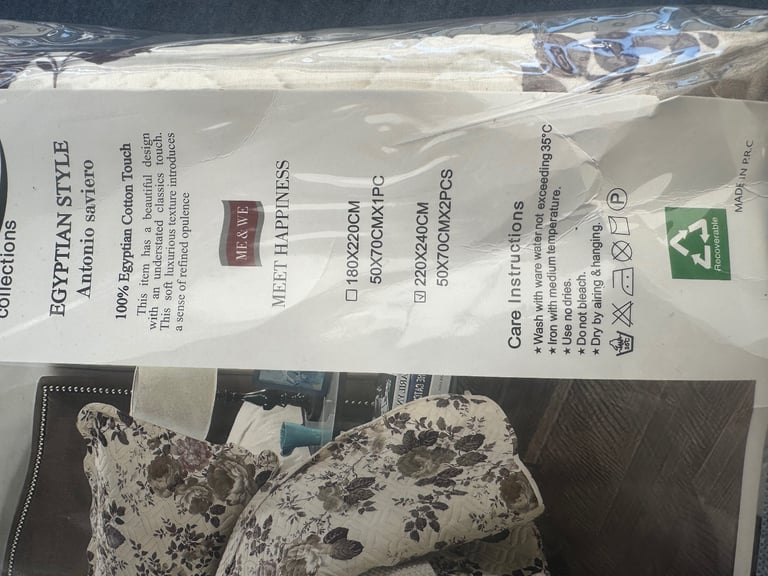 collections
EGYPTIAN STYLE
Antonio saviero
100% Egyptian Cotton Touch
This item has a beautiful design
with an understated classics touch.
This soft luxurious texture introduces
a sense of refined opulence
ME & WE
MEET HAPPINESS
☐180X220CM
50X70CMX1PC
☑220X240CM
50X70CMX2PCS
Care Instructions
★Wash with ware water not exceeding35°C
★Iron with medium temperature.
★Use no dries.
★Do not bleach.
★Dry by airing & hanging.
P
Recoverable
MADE IN P.R.C